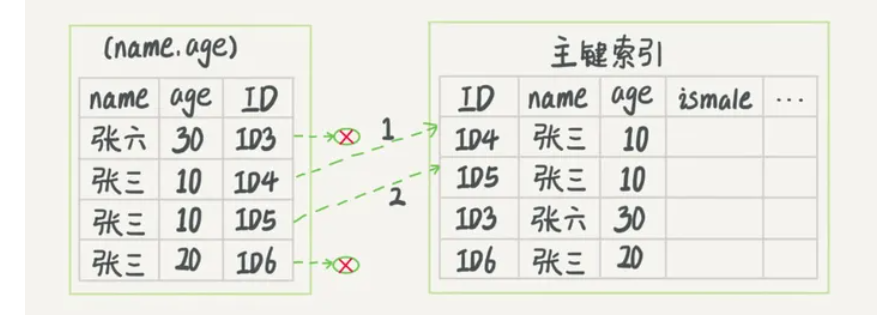 (name.age)
name age ID
张六 30 ID3
张三 10 ID4
张三 10 ID5
张三 20 ID6
1
2
主键索引
ID name age ismale ...
ID4 张三 10
ID5 张三 10
ID3 张六 30
ID6 张三 20